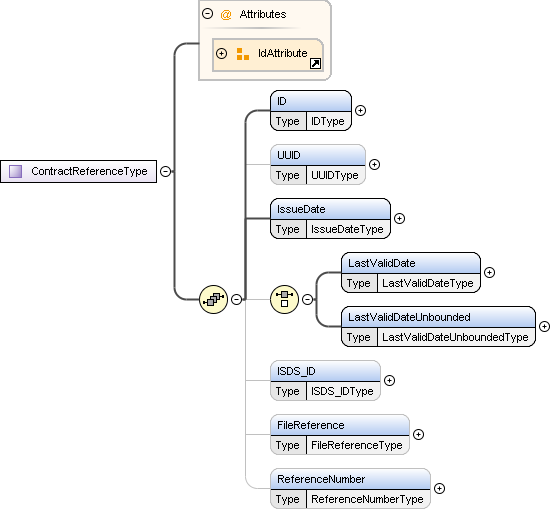 @ Attributes
IdAttribute
ID
Type IDType
UUID
Type UUIDType
ContractReferenceType
IssueDate
Type IssueDateType
LastValidDate
Type LastValidDateType
LastValidDateUnbounded
Type LastValidDateUnboundedType
ISDS_ID
Type ISDS_IDType
FileReference
Type FileReferenceType
ReferenceNumber
Type ReferenceNumberType